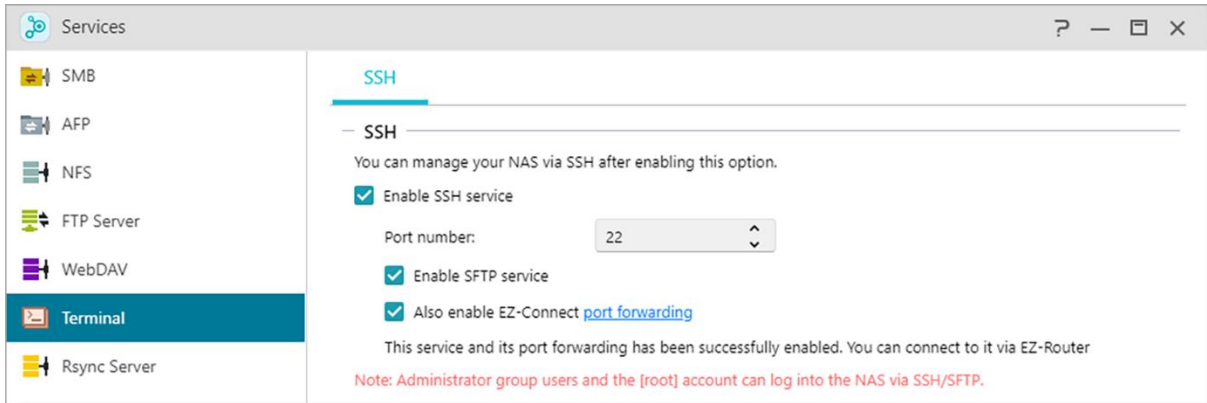 Services
SMB
AFP
NFS
FTP Server
WebDAV
Terminal
Rsync Server
SSH
SSH
You can manage your NAS via SSH after enabling this option.
Enable SSH service
Port number: 22
Enable SFTP service
Also enable EZ-Connect port forwarding
This service and its port forwarding has been successfully enabled. You can connect to it via EZ-Router
Note: Administrator group users and the [root] account can log into the NAS via SSH/SFTP.